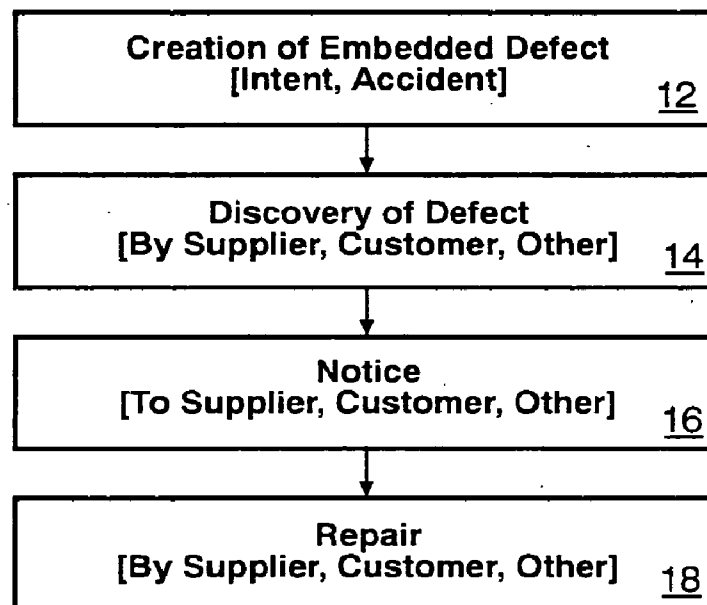 Creation of Embedded Defect
[Intent, Accident]
12
Discovery of Defect
[By Supplier, Customer, Other]
14
Notice
[To Supplier, Customer, Other]
16
Repair
[By Supplier, Customer, Other]
18